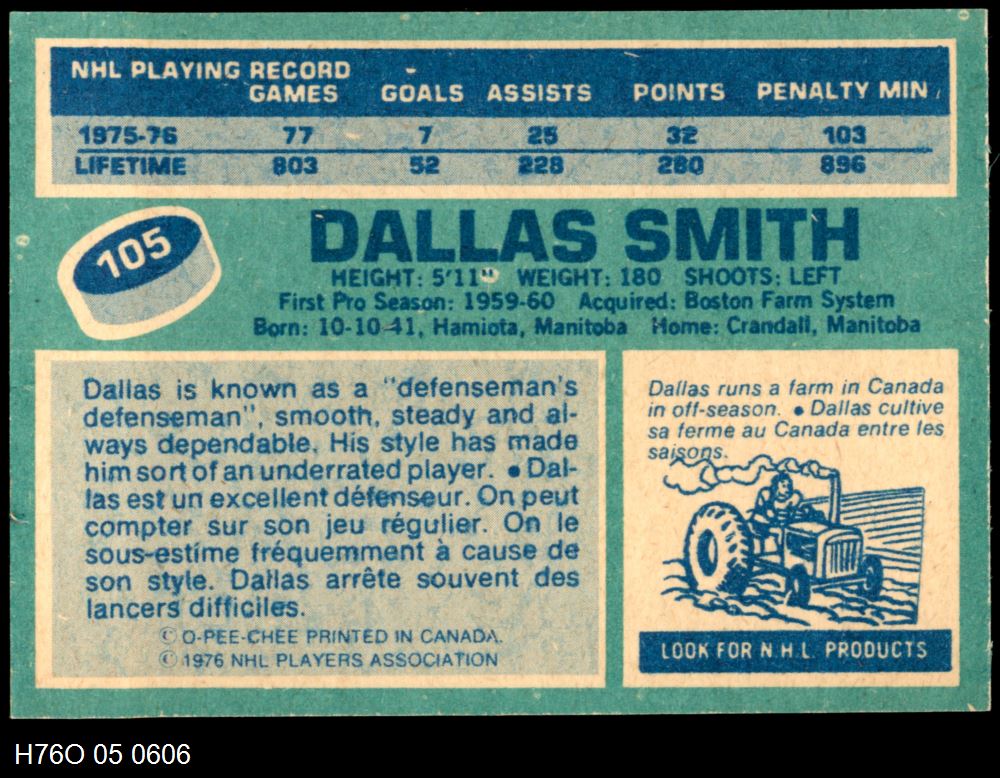 NHL PLAYING RECORD
GAMES GOALS ASSISTS POINTS PENALTY MIN
1975-76 77 7 25 32 103
LIFETIME 803 52 228 280 896
105
DALLAS SMITH
HEIGHT: 5'11" WEIGHT: 180 SHOOTS: LEFT
First Pro Season: 1959-60 Acquired: Boston Farm System
Born: 10-10-41, Hamiota, Manitoba Home: Crandall, Manitoba
Dallas is known as a "defenseman's
defenseman", smooth, steady and al-
ways dependable. His style has made
him sort of an underrated player. • Dal-
las est un excellent défenseur. On peut
compter sur son jeu régulier. On le
sous-estime fréquemment à cause de
son style. Dallas arrête souvent des
lancers difficiles.
© O-PEE-CHEE PRINTED IN CANADA.
© 1976 NHL PLAYERS ASSOCIATION
Dallas runs a farm in Canada
in off-season. • Dallas cultive
sa ferme au Canada entre les
saisons.
LOOK FOR N.H.L. PRODUCTS
H76O 05 0606